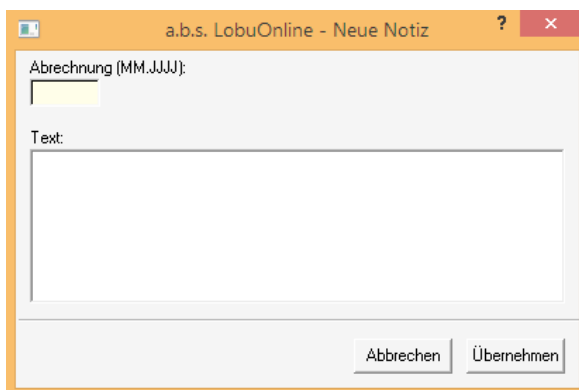 a.b.s. LobuOnline - Neue Notiz ? ×
Abrechnung (MM.JJJJ):
Text:
Abbrechen Übernehmen